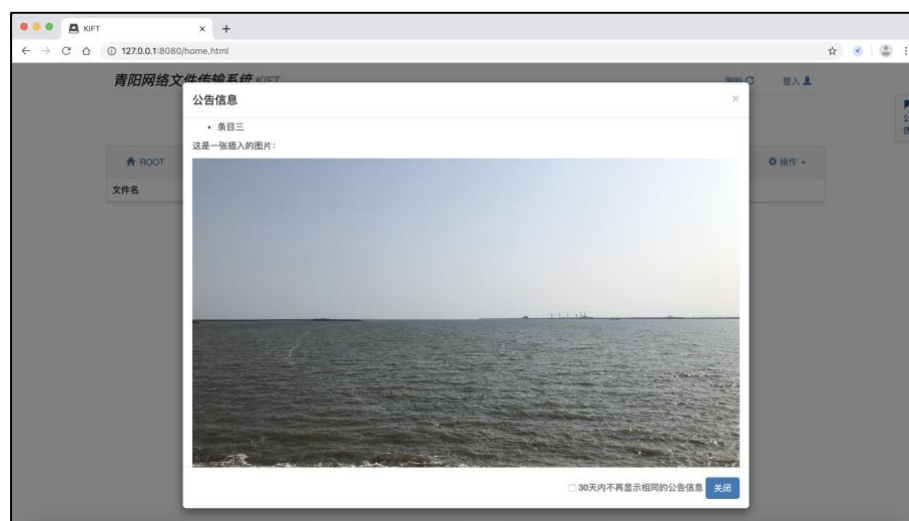 KIFT
127.0.0.1:8080/home.html
青阳网络文件传输系统 KIFT
刷新 登入
公告信息 ×
• 条目三
这是一张插入的图片：
ROOT 操作
文件名
30天内不再显示相同的公告信息 关闭